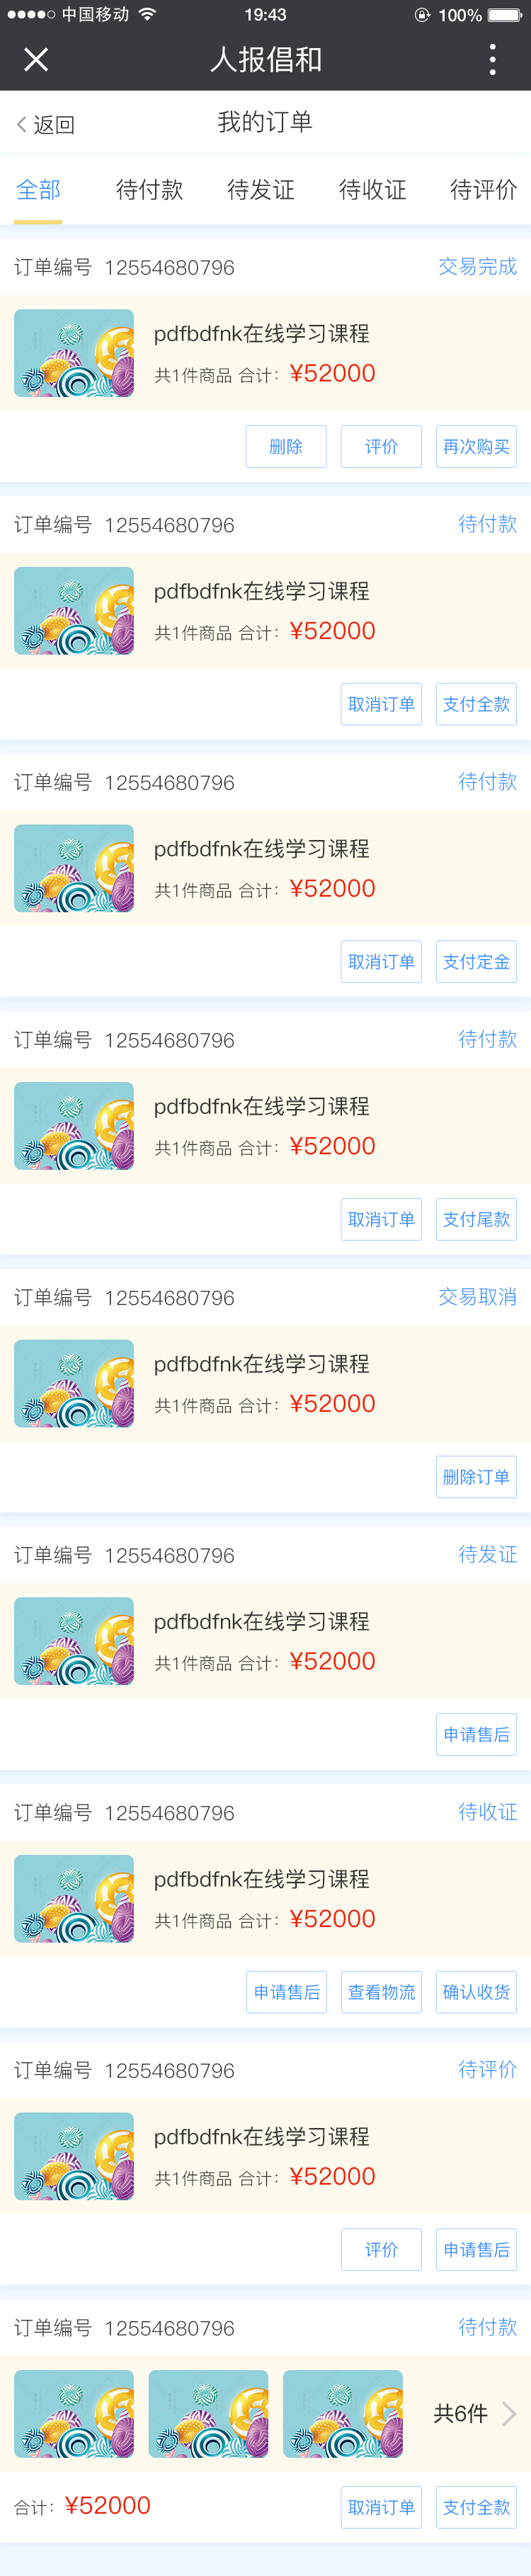 中国移动 19:43 100%
人报倡和
返回 我的订单
全部 待付款 待发证 待收证 待评价
订单编号 12554680796 交易完成
pdfbdfnk在线学习课程
共1件商品 合计：¥52000
删除 评价 再次购买
订单编号 12554680796 待付款
pdfbdfnk在线学习课程
共1件商品 合计：¥52000
取消订单 支付全款
订单编号 12554680796 待付款
pdfbdfnk在线学习课程
共1件商品 合计：¥52000
取消订单 支付定金
订单编号 12554680796 待付款
pdfbdfnk在线学习课程
共1件商品 合计：¥52000
取消订单 支付尾款
订单编号 12554680796 交易取消
pdfbdfnk在线学习课程
共1件商品 合计：¥52000
删除订单
订单编号 12554680796 待发证
pdfbdfnk在线学习课程
共1件商品 合计：¥52000
申请售后
订单编号 12554680796 待收证
pdfbdfnk在线学习课程
共1件商品 合计：¥52000
申请售后 查看物流 确认收货
订单编号 12554680796 待评价
pdfbdfnk在线学习课程
共1件商品 合计：¥52000
评价 申请售后
订单编号 12554680796 待付款
共6件
合计：¥52000 取消订单 支付全款